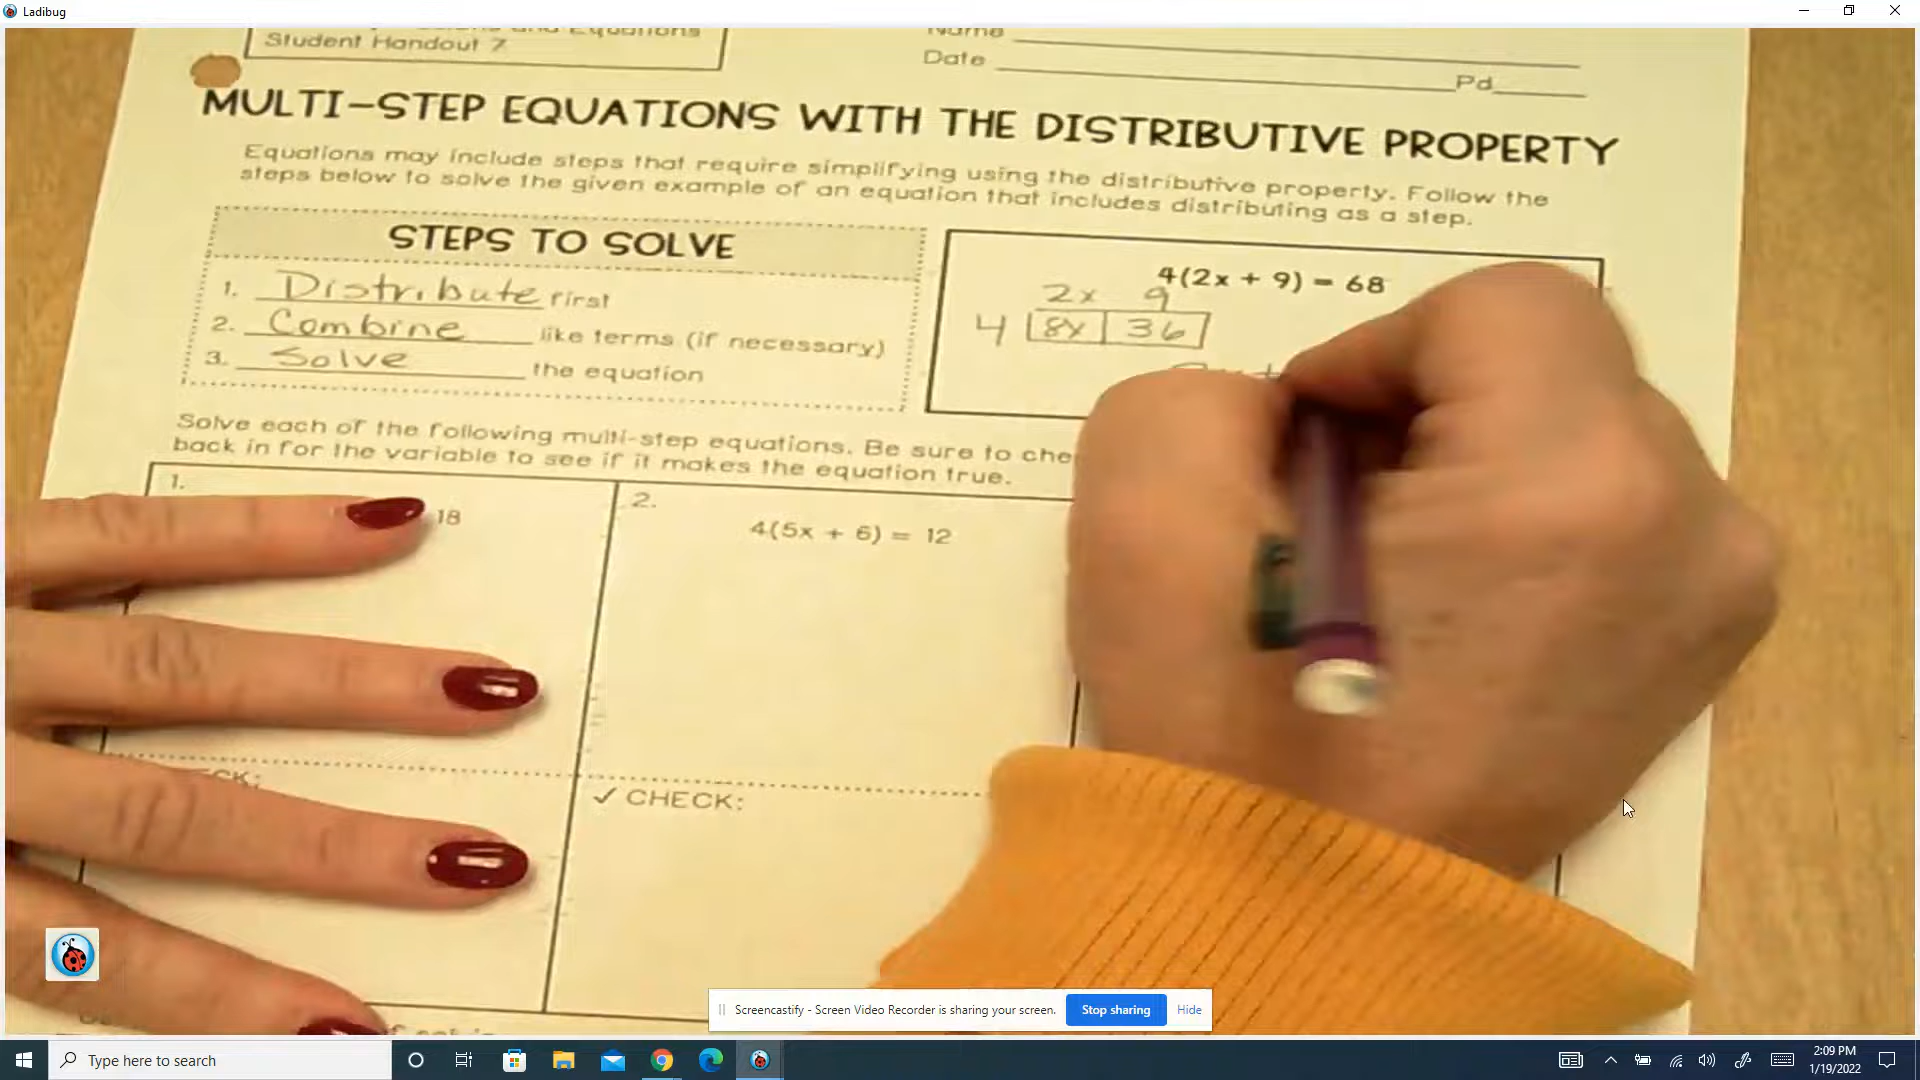 Ladibug
Equations
Student Handout 7
Name
Date Pd
MULTI-STEP EQUATIONS WITH THE DISTRIBUTIVE PROPERTY
Equations may include steps that require simplifying using the distributive property. Follow the
steps below to solve the given example of an equation that includes distributing as a step.
STEPS TO SOLVE
1. Distribute first
2. Combine like terms (if necessary)
3. Solve the equation
4(2x + 9) = 68
2x 9
4 8x 36
Solve each of the following multi-step equations. Be sure to che
back in for the variable to see if it makes the equation true.
1.
18
2.
4(5x + 6) = 12
✓ CHECK:
Screencastify - Screen Video Recorder is sharing your screen. Stop sharing Hide
Type here to search
2:09 PM
1/19/2022